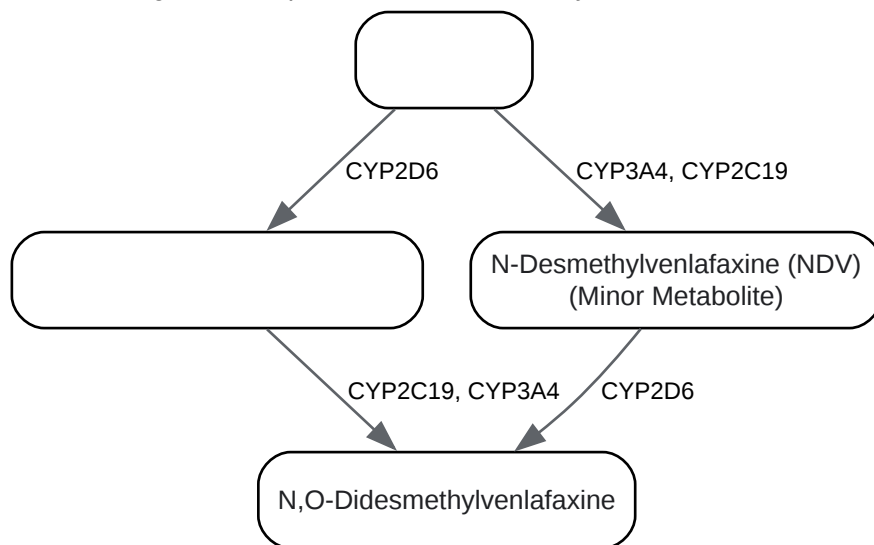 CYP2D6
CYP3A4, CYP2C19
N-Desmethylvenlafaxine (NDV)
(Minor Metabolite)
CYP2C19, CYP3A4
CYP2D6
N,O-Didesmethylvenlafaxine